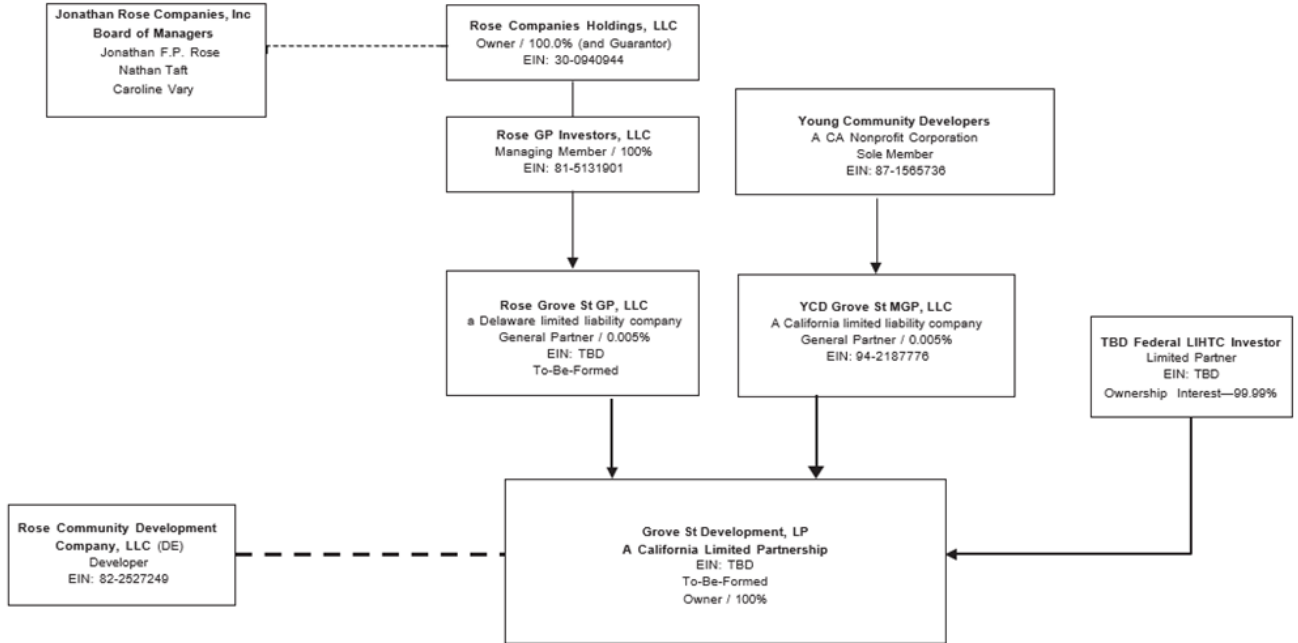 Jonathan Rose Companies, Inc
Board of Managers
Jonathan F.P. Rose
Nathan Taft
Caroline Vary
Rose Companies Holdings, LLC
Owner / 100.0% (and Guarantor)
EIN: 30-0940944
Rose GP Investors, LLC
Managing Member / 100%
EIN: 81-5131901
Young Community Developers
A CA Nonprofit Corporation
Sole Member
EIN: 87-1565736
Rose Grove St GP, LLC
a Delaware limited liability company
General Partner / 0.005%
EIN: TBD
To-Be-Formed
YCD Grove St MGP, LLC
A California limited liability company
General Partner / 0.005%
EIN: 94-2187776
TBD Federal LIHTC Investor
Limited Partner
EIN: TBD
Ownership Interest—99.99%
Rose Community Development
Company, LLC (DE)
Developer
EIN: 82-2527249
Grove St Development, LP
A California Limited Partnership
EIN: TBD
To-Be-Formed
Owner / 100%